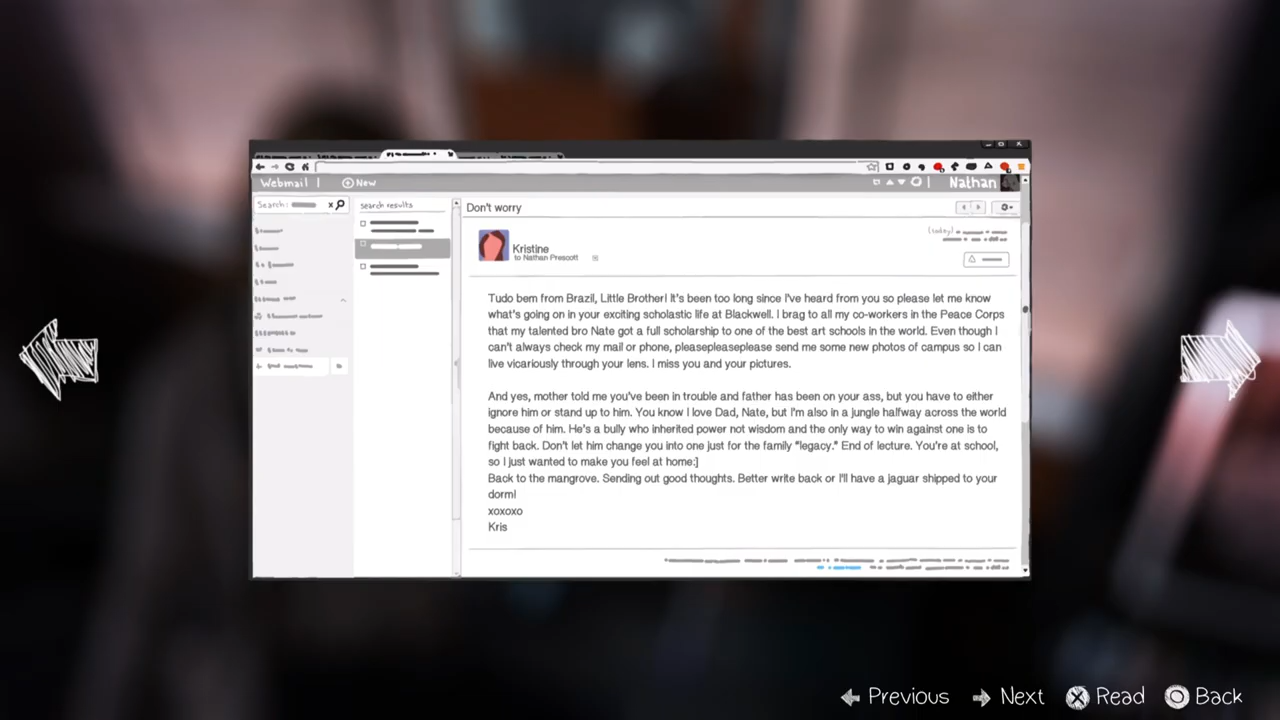 Webmail |
New
Nathan
Search:
x
search results
Don't worry
(today)
Kristine
to Nathan Prescott
Tudo bem from Brazil, Little Brother! It's been too long since I've heard from you so please let me know
what's going on in your exciting scholastic life at Blackwell. I brag to all my co-workers in the Peace Corps
that my talented bro Nate got a full scholarship to one of the best art schools in the world. Even though I
can't always check my mail or phone, pleasepleaseplease send me some new photos of campus so I can
live vicariously through your lens. I miss you and your pictures.
And yes, mother told me you've been in trouble and father has been on your ass, but you have to either
ignore him or stand up to him. You know I love Dad, Nate, but I'm also in a jungle halfway across the world
because of him. He's a bully who inherited power not wisdom and the only way to win against one is to
fight back. Don't let him change you into one just for the family "legacy." End of lecture. You're at school,
so I just wanted to make you feel at home:]
Back to the mangrove. Sending out good thoughts. Better write back or I'll have a jaguar shipped to your
dorm!
xoxoxo
Kris
Previous
Next
X Read
Back